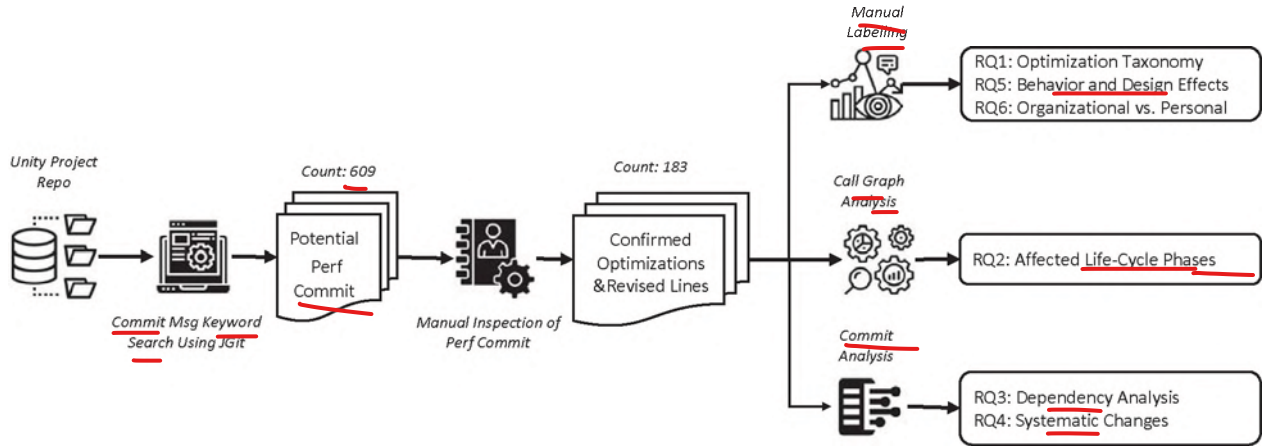 Unity Project
Repo
Commit Msg Keyword
Search Using JGit
Count: 609
Potential
Perf
Commit
Manual Inspection of
Perf Commit
Count: 183
Confirmed
Optimizations
&Revised Lines
Manual
Labelling
RQ1: Optimization Taxonomy
RQ5: Behavior and Design Effects
RQ6: Organizational vs. Personal
Call Graph
Analysis
RQ2: Affected Life-Cycle Phases
Commit
Analysis
RQ3: Dependency Analysis
RQ4: Systematic Changes